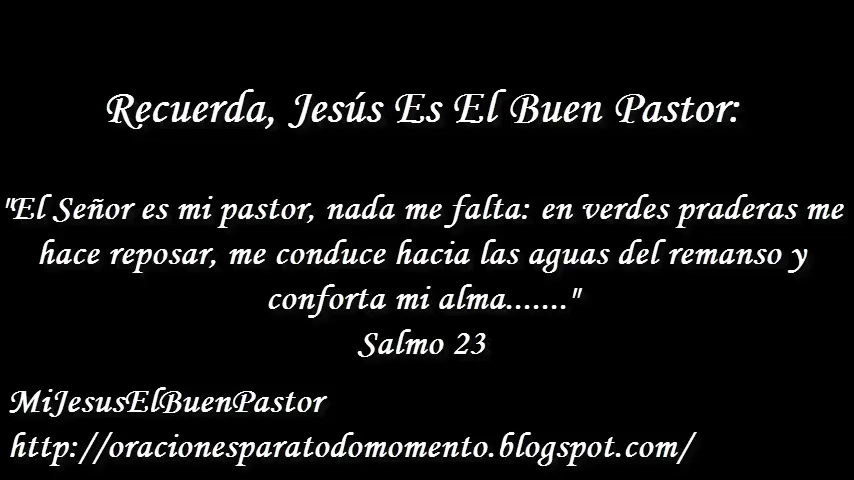 Recuerda, Jesús Es El Buen Pastor:
"El Señor es mi pastor, nada me falta: en verdes praderas me
hace reposar, me conduce hacia las aguas del remanso y
conforta mi alma......."
Salmo 23
MiJesusElBuenPastor
http://oracionesparatodomomento.blogspot.com/